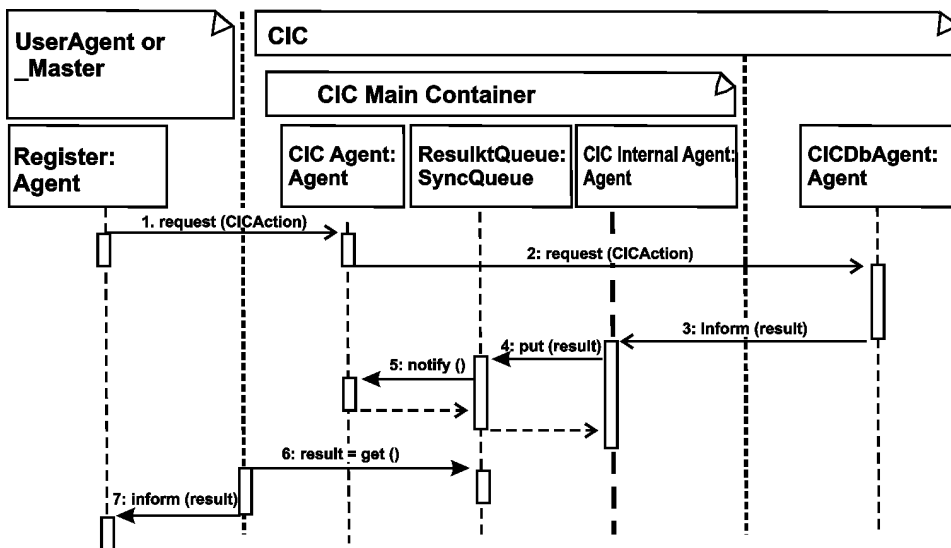 UserAgent or
_Master
CIC
CIC Main Container
Register:
Agent
CIC Agent:
Agent
ResulktQueue:
SyncQueue
CIC Internal Agent:
Agent
CICDbAgent:
Agent
1. request (CICAction)
2: request (CICAction)
3: Inform (result)
4: put (result)
5: notify ()
6: result = get ()
7: inform (result)